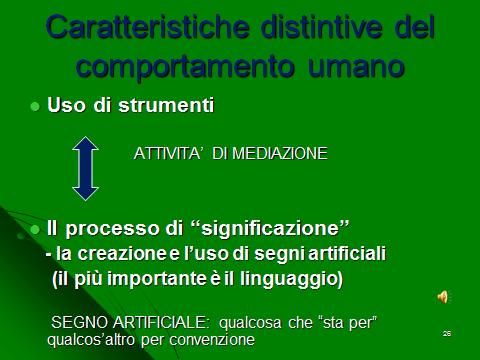 Caratteristiche distintive del
comportamento umano
Uso di strumenti
ATTIVITA’ DI MEDIAZIONE
Il processo di “significazione”
- la creazione e l’uso di segni artificiali
(il più importante è il linguaggio)
SEGNO ARTIFICIALE: qualcosa che “sta per”
qualcos’altro per convenzione
26